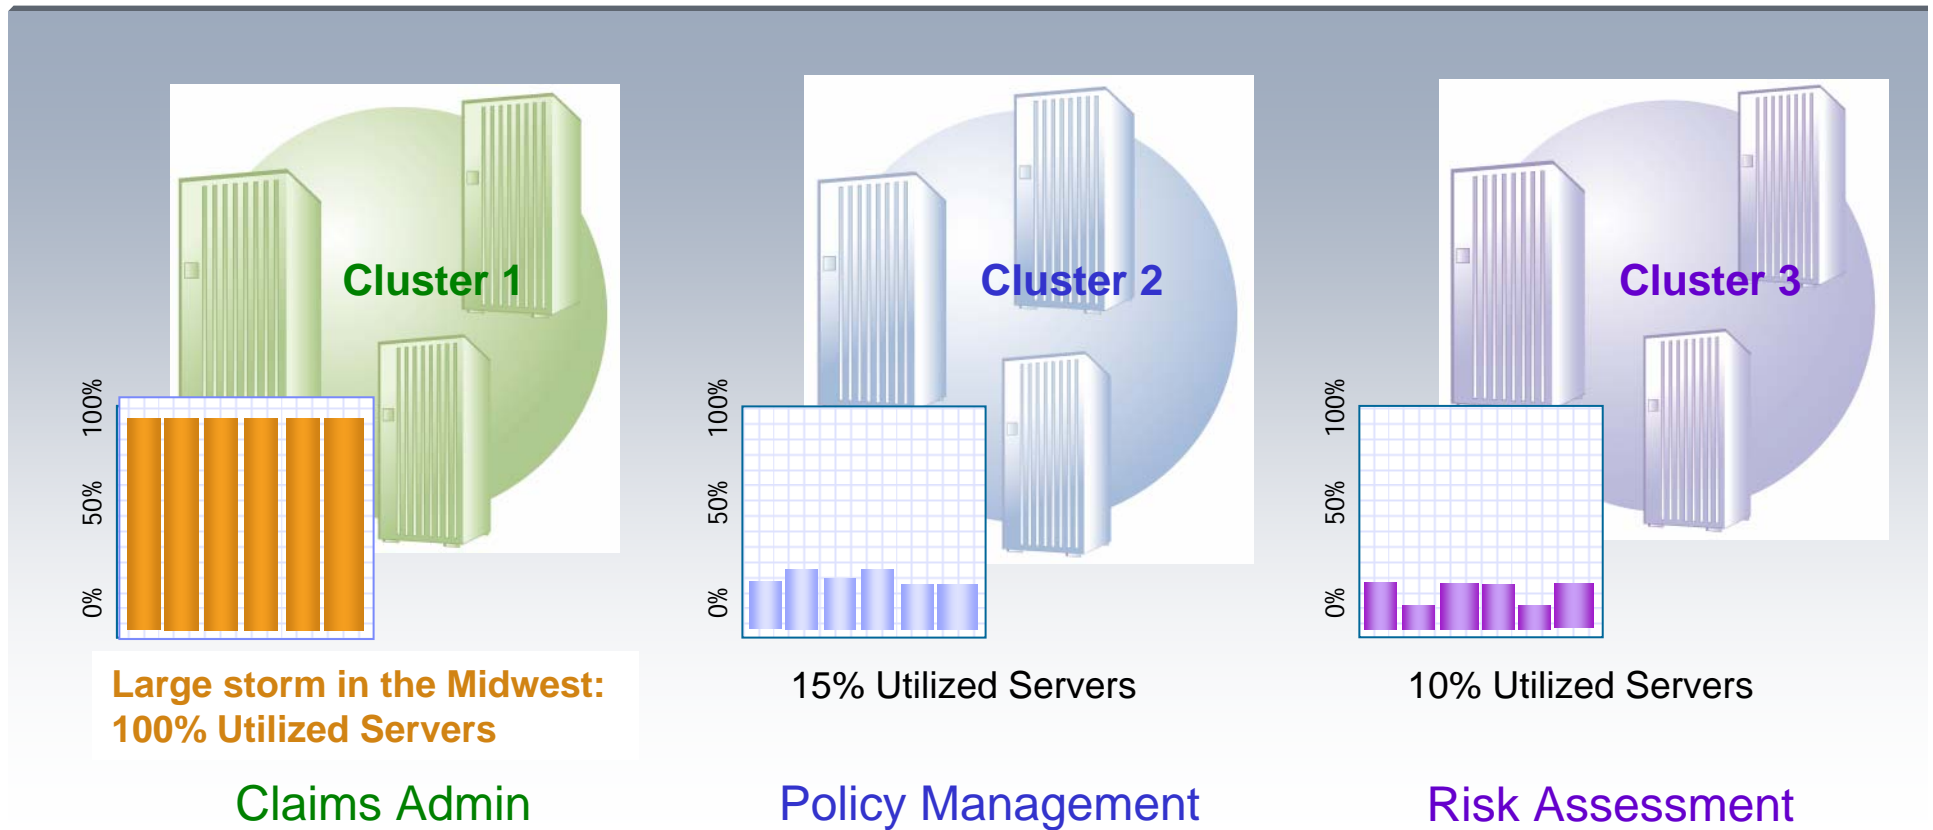 Cluster 1
100%
50%
0%
Large storm in the Midwest:
100% Utilized Servers
Claims Admin
Cluster 2
100%
50%
0%
15% Utilized Servers
Policy Management
Cluster 3
100%
50%
0%
10% Utilized Servers
Risk Assessment